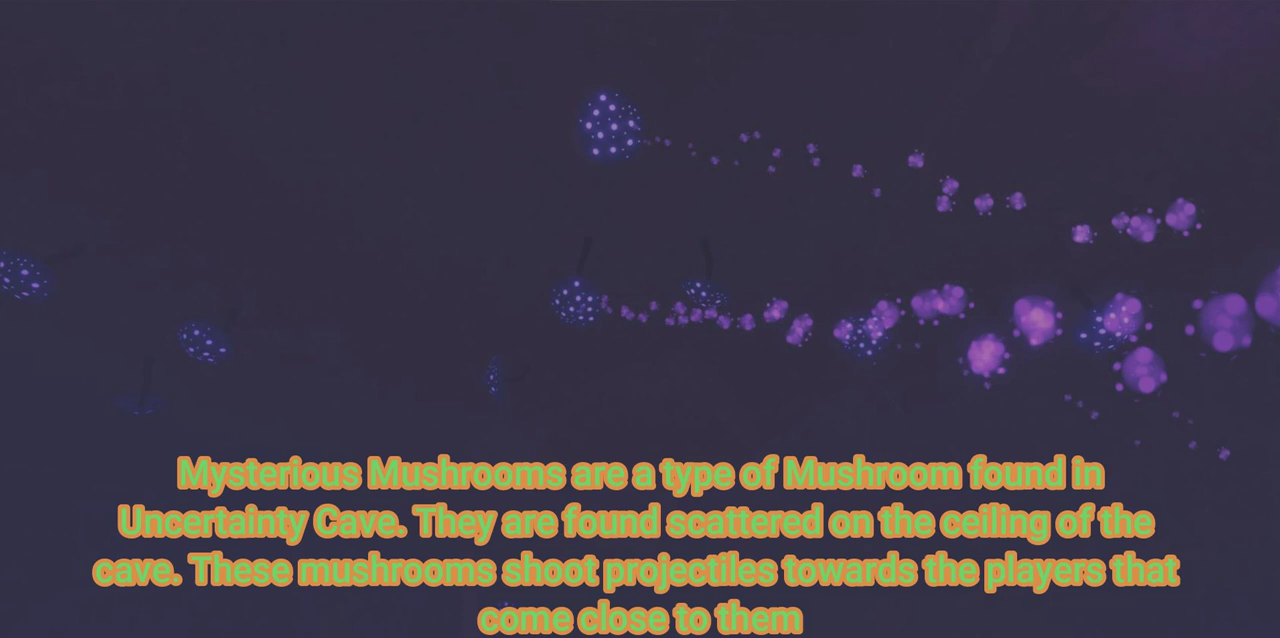 Mysterious Mushrooms are a type of Mushroom found in
Uncertainty Cave. They are found scattered on the ceiling of the
cave. These mushrooms shoot projectiles towards the players that
come close to them